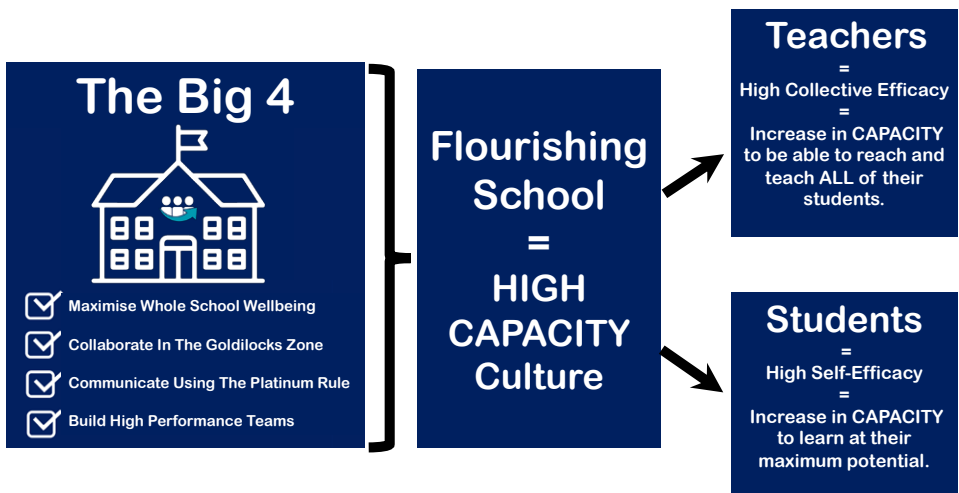 The Big 4
Maximise Whole School Wellbeing
Collaborate In The Goldilocks Zone
Communicate Using The Platinum Rule
Build High Performance Teams
Flourishing
School
=
HIGH
CAPACITY
Culture
Teachers
=
High Collective Efficacy
=
Increase in CAPACITY
to be able to reach and
teach ALL of their
students.
Students
=
High Self-Efficacy
=
Increase in CAPACITY
to learn at their
maximum potential.